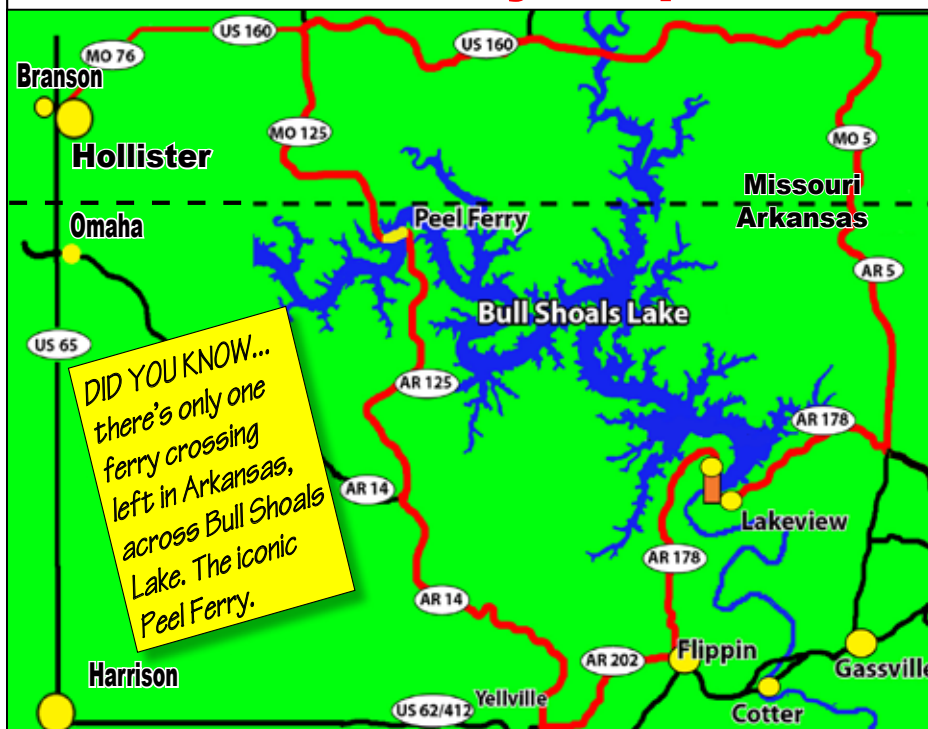 US 160
US 160
MO 76
Branson
MO 125
MO 5
Hollister
Missouri
Arkansas
Omaha
Peel Ferry
AR 5
Bull Shoals Lake
US 65
DID YOU KNOW...
there's only one
ferry crossing
left in Arkansas,
across Bull Shoals
Lake. The iconic
Peel Ferry.
AR 125
AR 178
AR 14
Lakeview
AR 178
AR 14
Flippin
AR 202
Gassville
Harrison
Yellville
US 62/412
Cotter